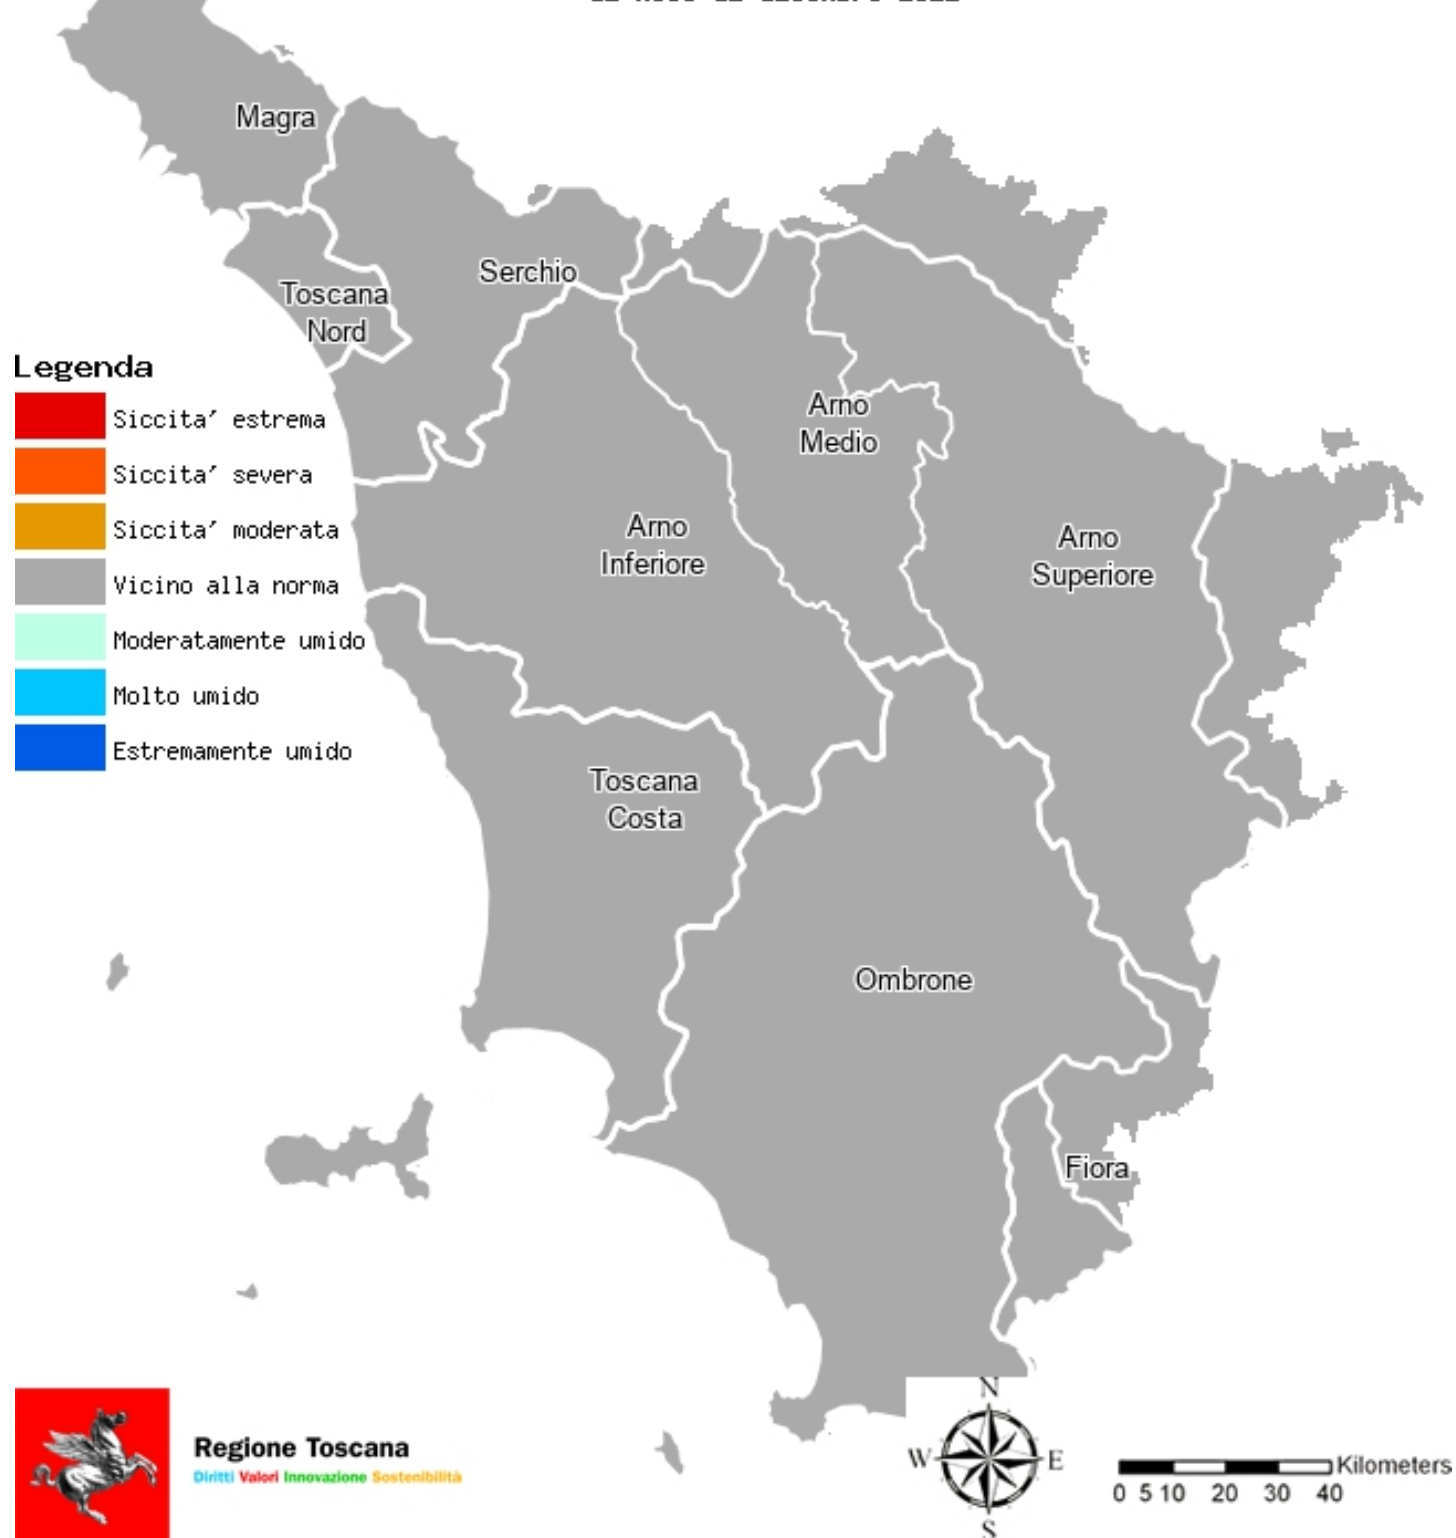 Magra
Serchio
Toscana
Nord
Legenda
Siccita' estrema
Siccita' severa
Siccita' moderata
Vicino alla norma
Moderatamente umido
Molto umido
Estremamente umido
Arno
Medio
Arno
Inferiore
Arno
Superiore
Toscana
Costa
Ombrone
Fiora
Regione Toscana
Diritti Valori Innovazione Sostenibilità
N
W
E
S
Kilometers
0 5 10 20 30 40